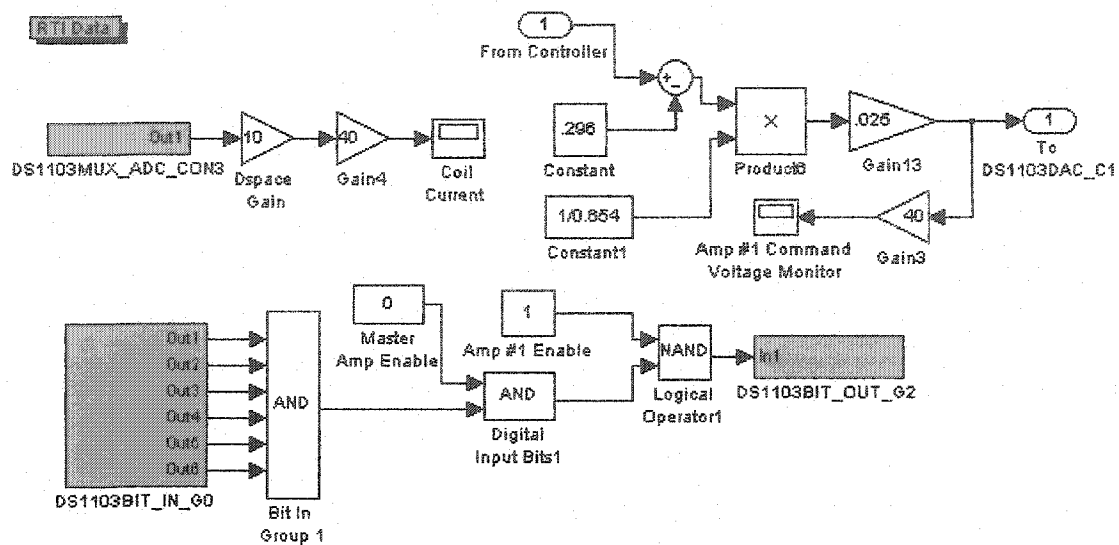 RTI Data
1
From Controller
+
-
Out1
DS1103MUX_ADC_CON3
10
Dspace
Gain
40
Gain4
Coil
Current
.296
Constant
1/0.854
Constant1
×
Product6
.025
Gain13
1
To
DS1103DAC_C1
40
Gain3
Amp #1 Command
Voltage Monitor
Out1
Out2
Out3
Out4
Out5
Out6
DS1103BIT_IN_G0
AND
Bit In
Group 1
0
Master
Amp Enable
1
Amp #1 Enable
AND
Digital
Input Bits1
NAND
Logical
Operator1
In1
DS1103BIT_OUT_G2